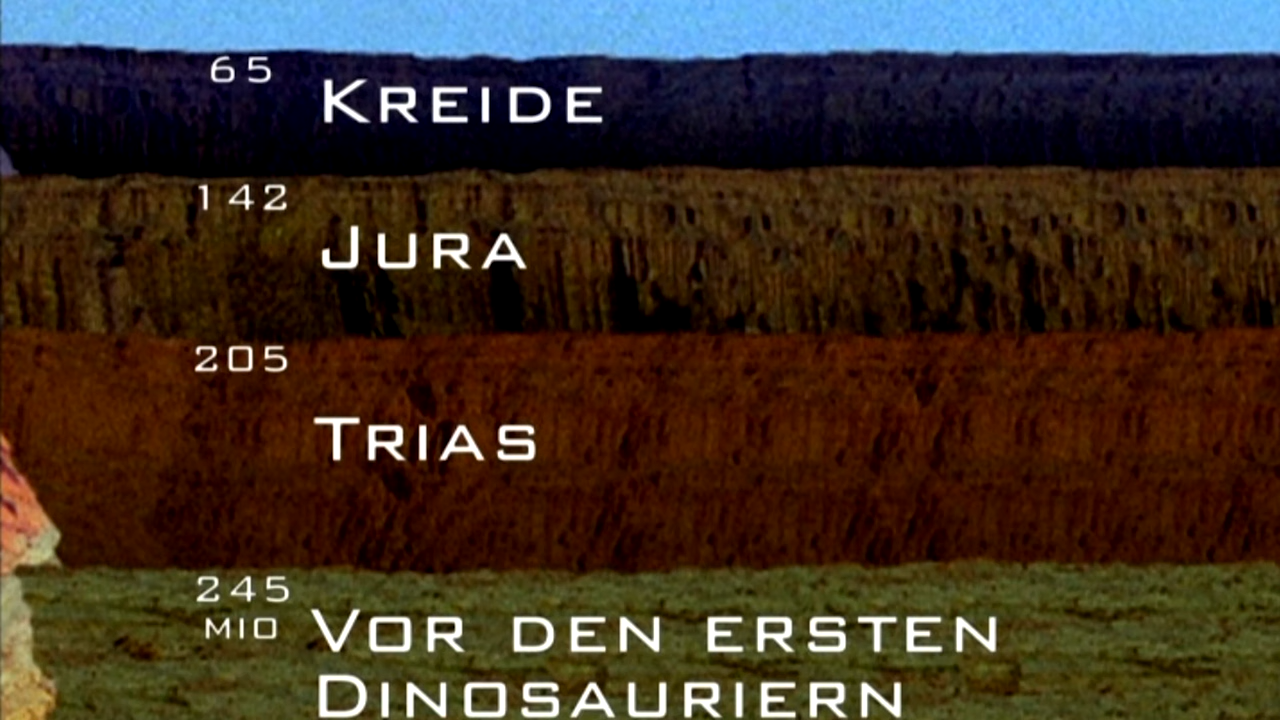 65
KREIDE
142
JURA
205
TRIAS
245
MIO
VOR DEN ERSTEN
DINOSAURIERN